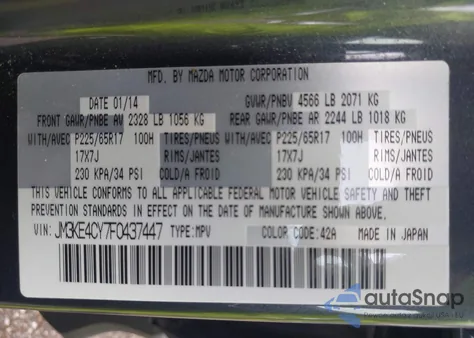 MFD. BY MAZDA MOTOR CORPORATION
DATE 01/14 GVWR/PNBV 4566 LB 2071 KG
FRONT GAWR/PNBE AV 2328 LB 1056 KG REAR GAWR/PNBE AR 2244 LB 1018 KG
WITH/AVEC P225/65R17 100H TIRES/PNEUS WITH/AVEC P225/65R17 100H TIRES/PNEUS
17X7J RIMS/JANTES 17X7J RIMS/JANTES
230 KPA/34 PSI COLD/A FROID 230 KPA/34 PSI COLD/A FROID
THIS VEHICLE CONFORMS TO ALL APPLICABLE FEDERAL MOTOR VEHICLE SAFETY AND THEFT
PREVENTION STANDARDS IN EFFECT ON THE DATE OF MANUFACTURE SHOWN ABOVE.
VIN: JM3KE4CY7F0437447 TYPE: MPV COLOR CODE: 42A MADE IN JAPAN
autoSnap